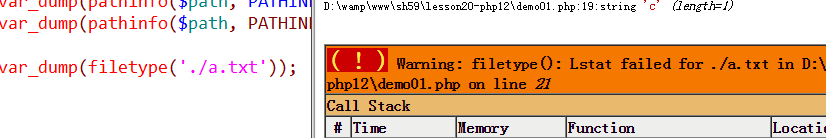 var_dump(pathinfo($path, PATHIN
var_dump(pathinfo($path, PATHIN
var_dump(filetype('./a.txt'));
D:\wamp\www\sh59\lesson20-php12\demo01.php:19:string 'c' (length=1)
( ! ) Warning: filetype(): Lstat failed for ./a.txt in D:\
php12\demo01.php on line 21
Call Stack
# Time Memory Function Locatio